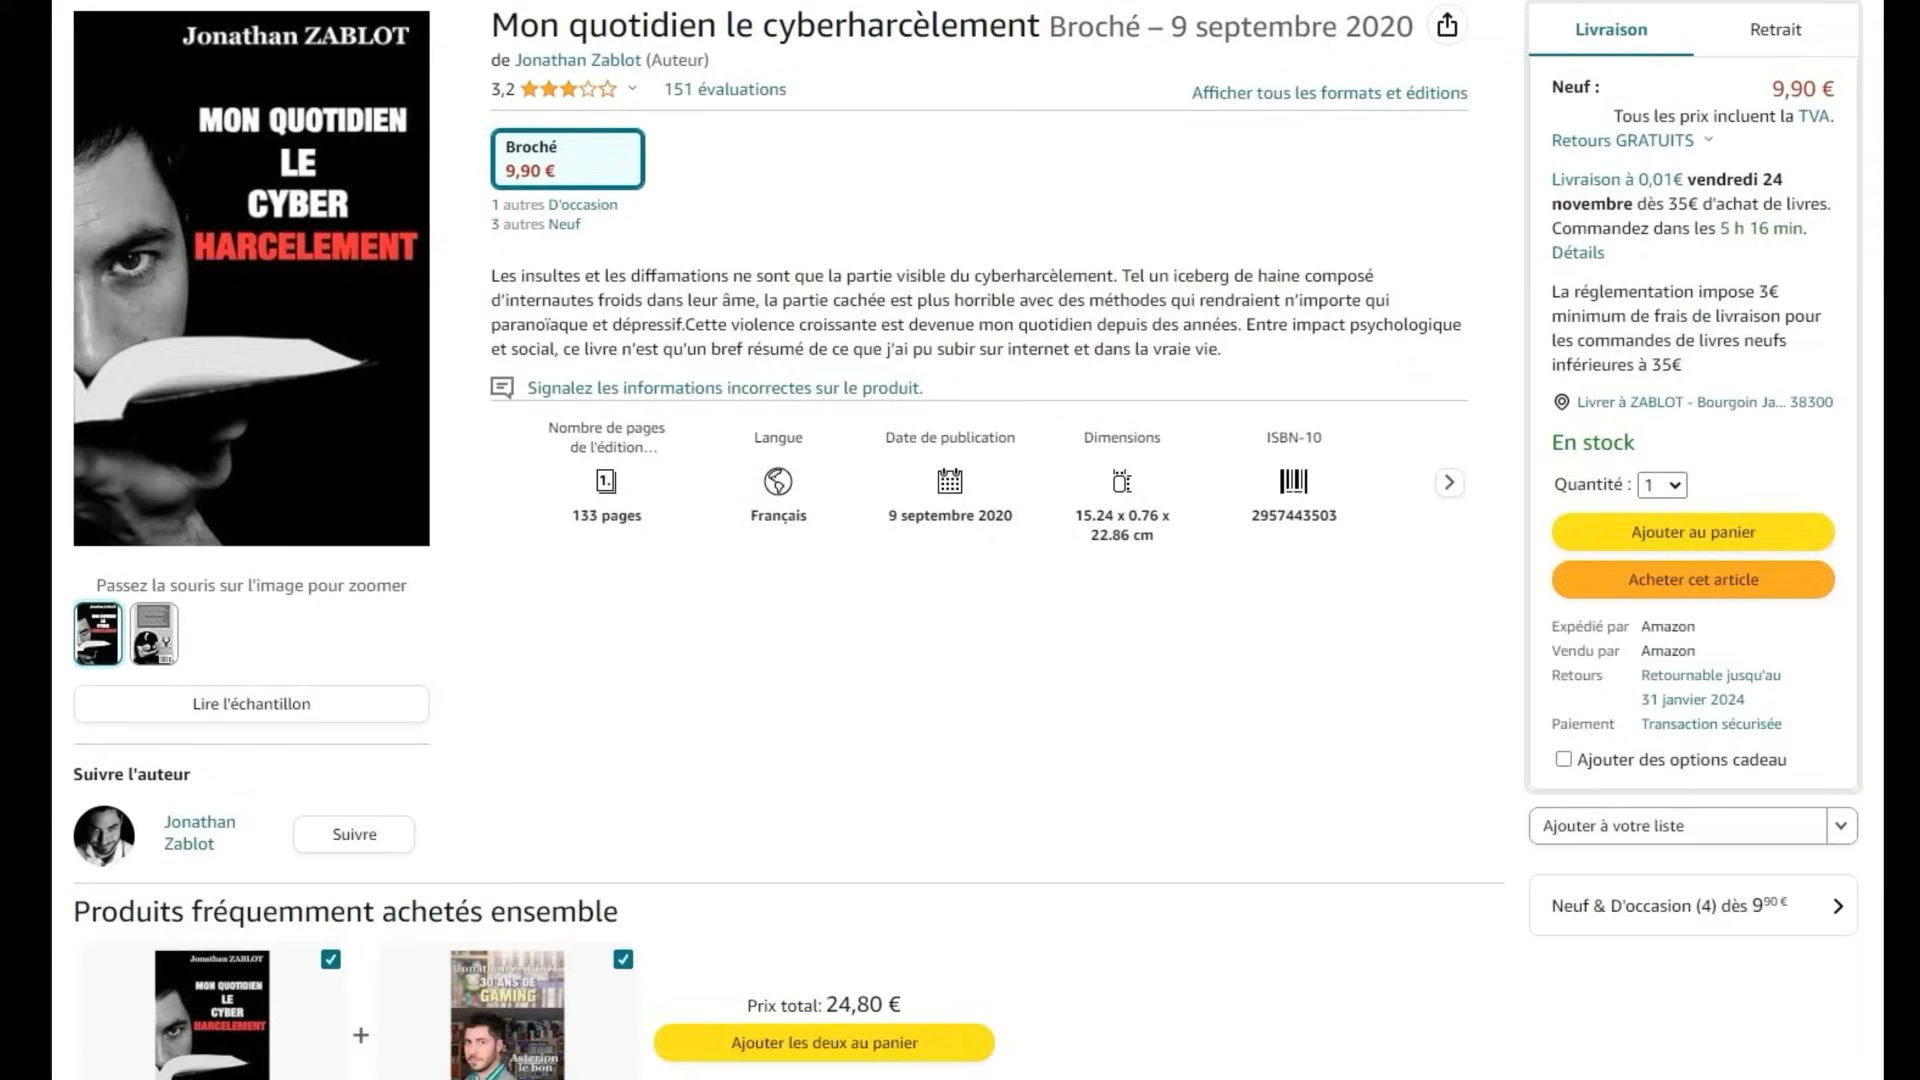 Jonathan ZABLOT
MON QUOTIDIEN
LE
CYBER
HARCELEMENT
Passez la souris sur l'image pour zoomer
Lire l'échantillon
Suivre l'auteur
Jonathan
Zablot
Suivre
Mon quotidien le cyberharcèlement Broché – 9 septembre 2020
de Jonathan Zablot (Auteur)
3,2
151 évaluations
Afficher tous les formats et éditions
Broché
9,90 €
1 autres D'occasion
3 autres Neuf
Les insultes et les diffamations ne sont que la partie visible du cyberharcèlement. Tel un iceberg de haine composé
d’internautes froids dans leur âme, la partie cachée est plus horrible avec des méthodes qui rendraient n’importe qui
paranoïaque et dépressif.Cette violence croissante est devenue mon quotidien depuis des années. Entre impact psychologique
et social, ce livre n’est qu’un bref résumé de ce que j’ai pu subir sur internet et dans la vraie vie.
Signalez les informations incorrectes sur le produit.
Nombre de pages
de l'édition…
1.
133 pages
Langue
Français
Date de publication
9 septembre 2020
Dimensions
15.24 x 0.76 x
22.86 cm
ISBN-10
2957443503
Livraison
Retrait
Neuf :
9,90 €
Tous les prix incluent la TVA.
Retours GRATUITS
Livraison à 0,01€ vendredi 24
novembre dès 35€ d'achat de livres.
Commandez dans les 5 h 16 min.
Détails
La réglementation impose 3€
minimum de frais de livraison pour
les commandes de livres neufs
inférieures à 35€
Livrer à ZABLOT - Bourgoin Ja... 38300
En stock
Quantité : 1
Ajouter au panier
Acheter cet article
Expédié par Amazon
Vendu par Amazon
Retours Retournable jusqu'au
31 janvier 2024
Paiement Transaction sécurisée
Ajouter des options cadeau
Ajouter à votre liste
Neuf & D'occasion (4) dès 9⁹⁰ €
Produits fréquemment achetés ensemble
Jonathan ZABLOT
MON QUOTIDIEN
LE
CYBER
HARCELEMENT
+
30 ANS DE
GAMING
Asterion
le bon
Prix total: 24,80 €
Ajouter les deux au panier